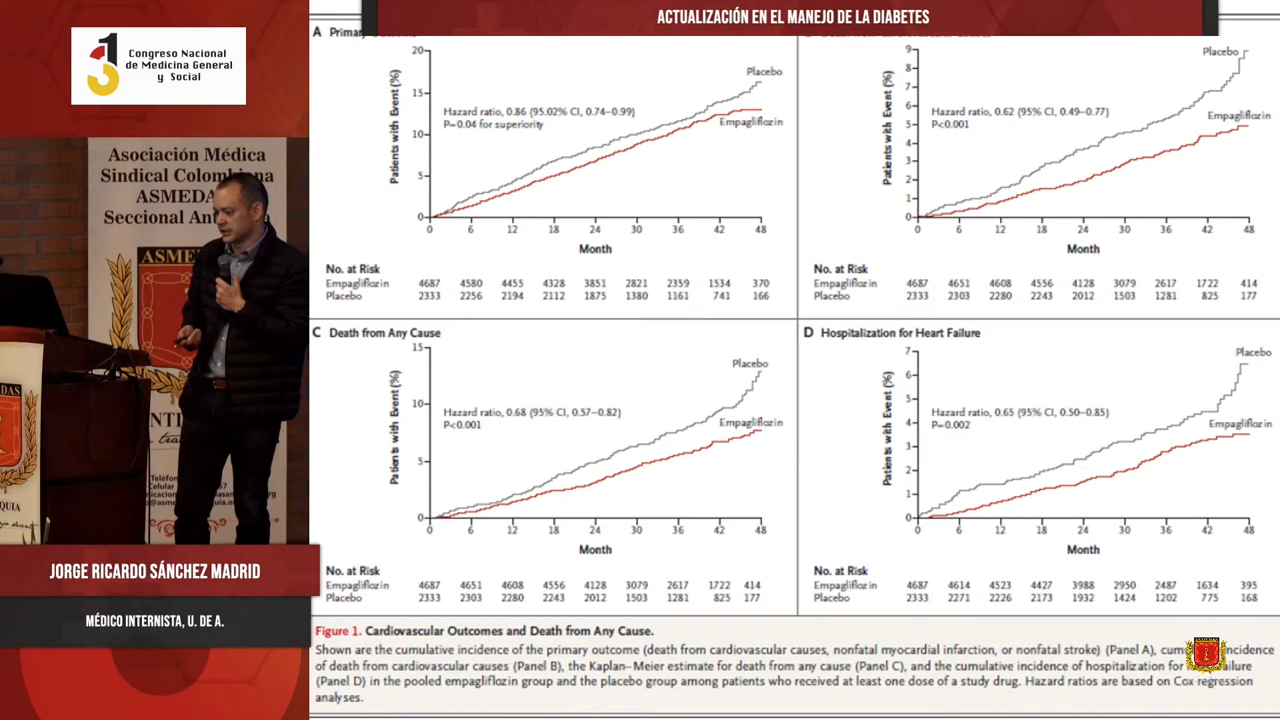 ACTUALIZACIÓN EN EL MANEJO DE LA DIABETES
Congreso Nacional
de Medicina General
y Social
Asociación Médica
Sindical Colombiana
ASMEDAS
Seccional
ASME
JORGE RICARDO SÁNCHEZ MADRID
MÉDICO INTERNISTA, U. DE A.
A
20
15
10
5
0
Placebo
Hazard ratio, 0.86 (95.02% CI, 0.74–0.99)
P=0.04 for superiority
Empagliflozin
Patients with Event (%)
0 6 12 18 24 30 36 42 48
Month
No. at Risk
Empagliflozin 4687 4580 4455 4328 3851 2821 2359 1534 370
Placebo 2333 2256 2194 2112 1875 1380 1161 741 166
9
8
7
6
5
4
3
2
1
0
Placebo
Hazard ratio, 0.62 (95% CI, 0.49–0.77)
P<0.001
Empagliflozin
Patients with Event (%)
0 6 12 18 24 30 36 42 48
Month
No. at Risk
Empagliflozin 4687 4651 4608 4556 4128 3079 2617 1722 414
Placebo 2333 2303 2280 2243 2012 1503 1281 825 177
C Death from Any Cause
15
10
5
0
Placebo
Hazard ratio, 0.68 (95% CI, 0.57–0.82)
P<0.001
Empagliflozin
Patients with Event (%)
0 6 12 18 24 30 36 42 48
Month
No. at Risk
Empagliflozin 4687 4651 4608 4556 4128 3079 2617 1722 414
Placebo 2333 2303 2280 2243 2012 1503 1281 825 177
D Hospitalization for Heart Failure
7
6
5
4
3
2
1
0
Placebo
Hazard ratio, 0.65 (95% CI, 0.50–0.85)
P=0.002
Empagliflozin
Patients with Event (%)
0 6 12 18 24 30 36 42 48
Month
No. at Risk
Empagliflozin 4687 4614 4523 4427 3988 2950 2487 1634 395
Placebo 2333 2271 2226 2173 1932 1424 1202 775 168
Figure 1. Cardiovascular Outcomes and Death from Any Cause.
Shown are the cumulative incidence of the primary outcome (death from cardiovascular causes, nonfatal myocardial infarction, or nonfatal stroke) (Panel A), cum ncidence
of death from cardiovascular causes (Panel B), the Kaplan–Meier estimate for death from any cause (Panel C), and the cumulative incidence of hospitalization for failure
(Panel D) in the pooled empagliflozin group and the placebo group among patients who received at least one dose of a study drug. Hazard ratios are based on Cox regression
analyses.